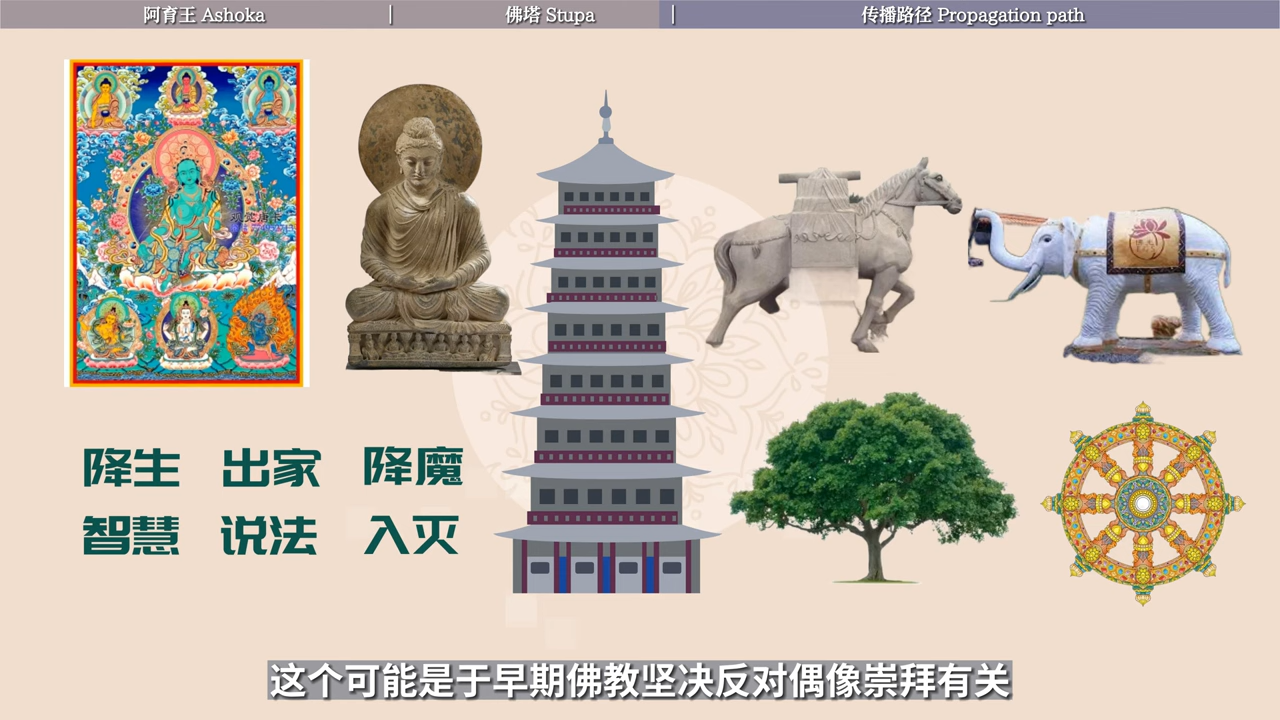 阿育王 Ashoka | 佛塔 Stupa | 传播路径 Propagation path
降生 出家 降魔
智慧 说法 入灭
这个可能是于早期佛教坚决反对偶像崇拜有关